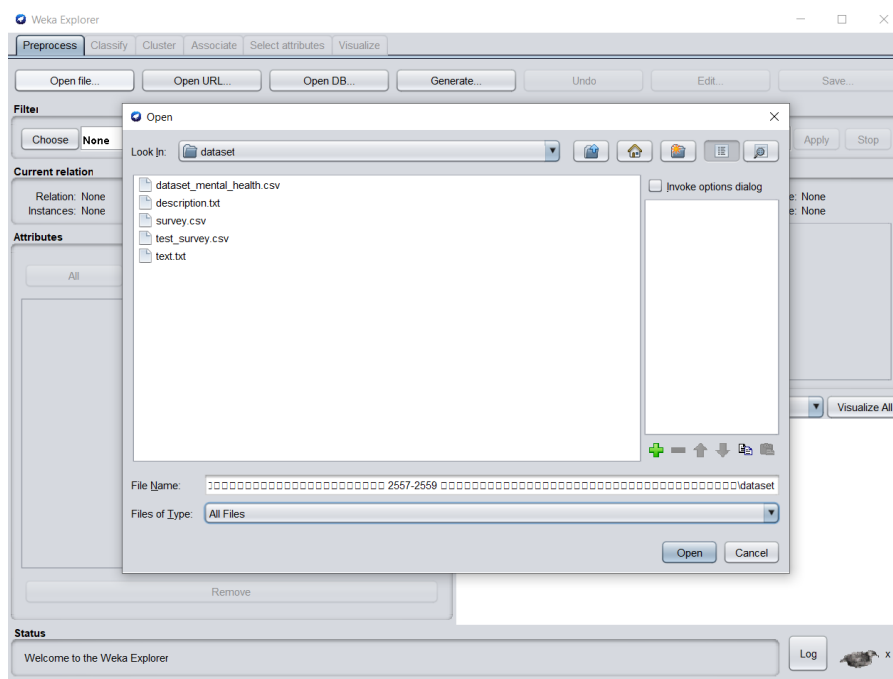 Weka Explorer
Preprocess Classify Cluster Associate Select attributes Visualize
Open file... Open URL... Open DB... Generate... Undo Edit... Save...
Filter
Choose None Apply Stop
Open
Look In: dataset
Current relation
Relation: None
Instances: None
e: None
e: None
Attributes
All
dataset_mental_health.csv
description.txt
survey.csv
test_survey.csv
text.txt
Invoke options dialog
Visualize All
File Name: 2557-2559 \dataset
Files of Type: All Files
Open Cancel
Remove
Status
Welcome to the Weka Explorer
Log x